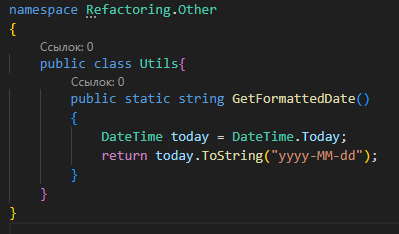 namespace Refactoring.Other
{
Ссылок: 0
public class Utils{
Ссылок: 0
public static string GetFormattedDate()
{
DateTime today = DateTime.Today;
return today.ToString("yyyy-MM-dd");
}
}
}